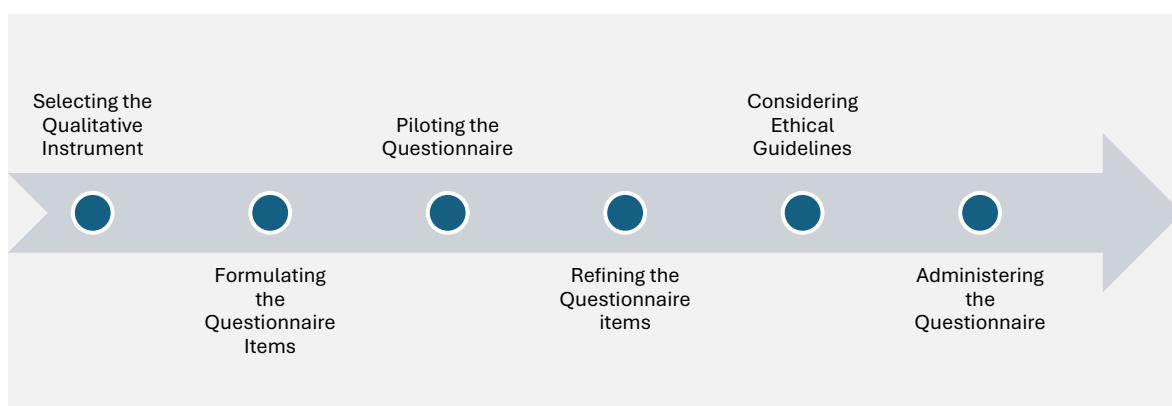 Selecting the
Qualitative
Instrument
Formulating
the
Questionnaire
Items
Piloting the
Questionnaire
Refining the
Questionnaire
items
Considering
Ethical
Guidelines
Administering
the
Questionnaire